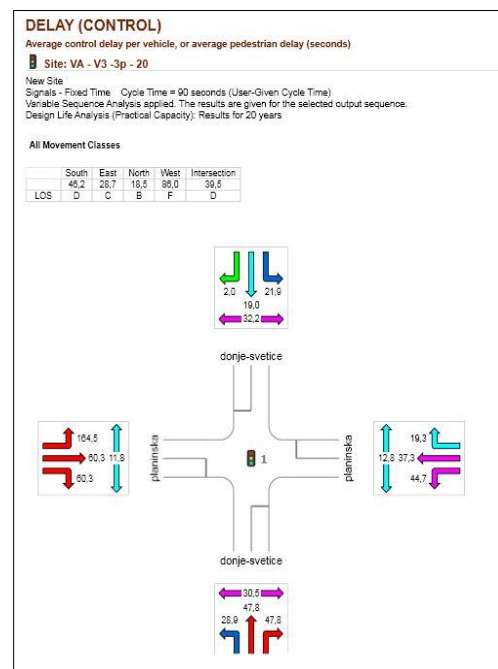 DELAY (CONTROL)
Average control delay per vehicle, or average pedestrian delay (seconds)
Site: VA - V3 -3p - 20
New Site
Signals - Fixed Time Cycle Time = 90 seconds (User-Given Cycle Time)
Variable Sequence Analysis applied. The results are given for the selected output sequence.
Design Life Analysis (Practical Capacity): Results for 20 years
All Movement Classes
South East North West Intersection
46,2 28,7 18,5 86,0 39,5
LOS D C B F D
2,0 21,9
19,0
32,2
donje-svetice
164,5
60,3 11,8
60,3
planinska
1
planinska
19,3
12,8 37,3
44,7
donje-svetice
30,5
47,8
28,9 47,8